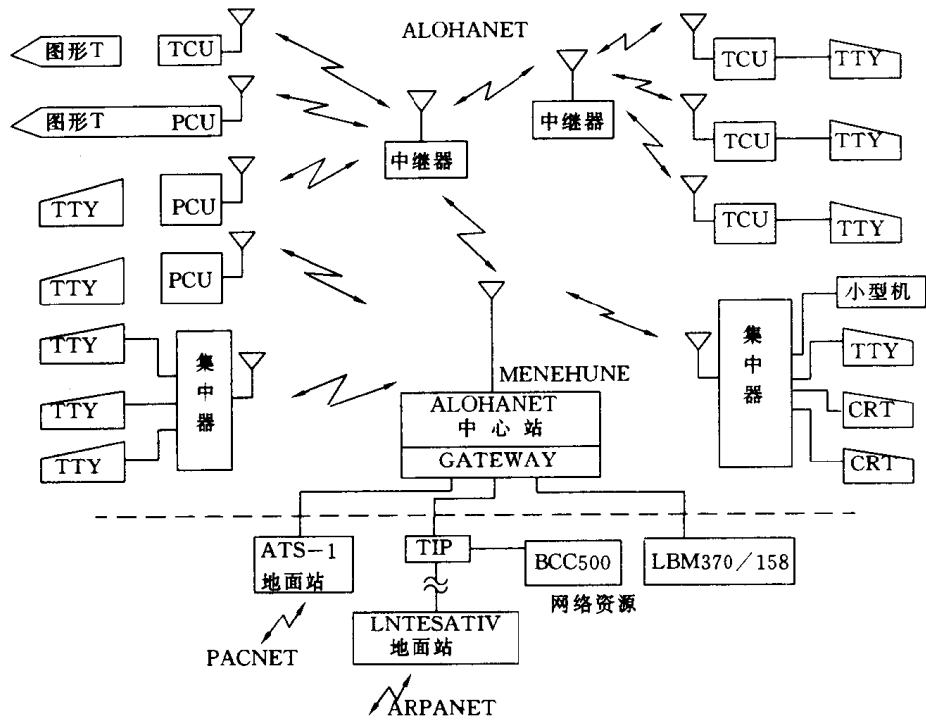 ALOHANET
图形T
TCU
TCU
TTY
图形T
PCU
中继器
中继器
TCU
TTY
TTY
PCU
TCU
TTY
TTY
PCU
小型机
TTY
集中器
MENEHUNE
集中器
TTY
TTY
ALOHANET
中心站
CRT
TTY
GATEWAY
CRT
ATS-1
地面站
TIP
BCC500
LBM370/158
网络资源
LNTESATIV
地面站
PACNET
ARPANET